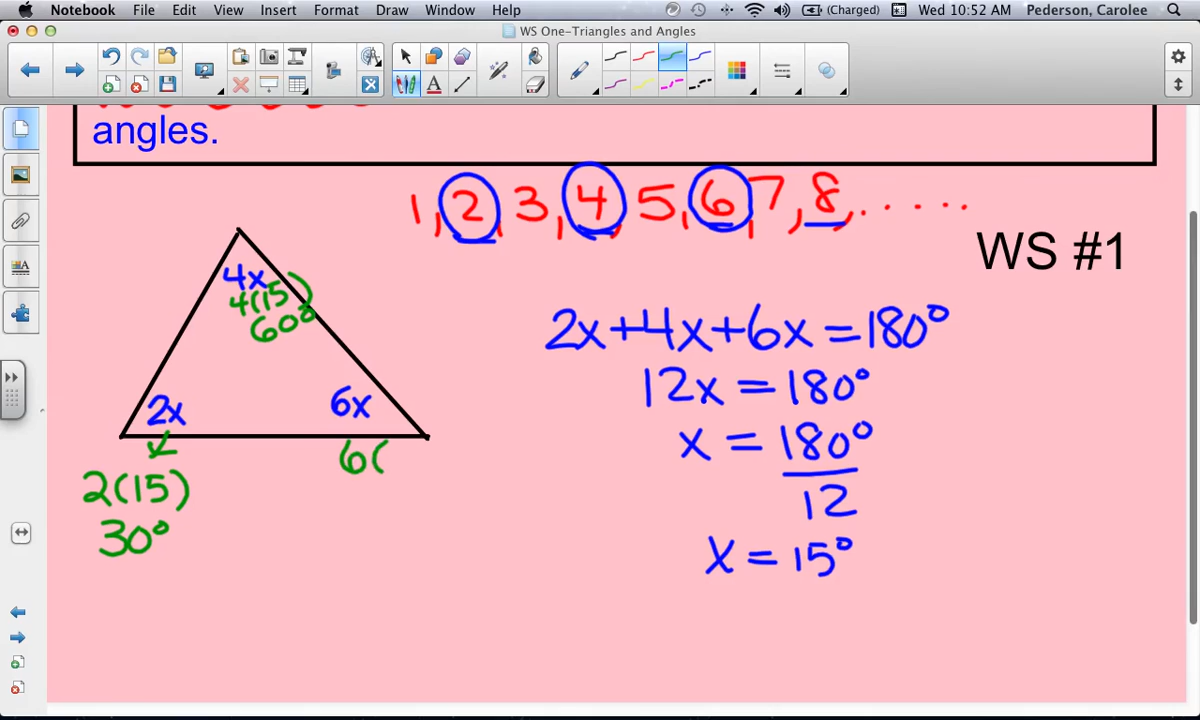 Notebook File Edit View Insert Format Draw Window Help (Charged) Wed 10:52 AM Pederson, Carolee
WS One-Triangles and Angles
angles.
1, 2, 3, 4, 5, 6, 7, 8, .....
WS #1
4x
4(15)
60°
2x 6x
2(15)
30°
6(
2x+4x+6x=180°
12x = 180°
x = 180°
12
x = 15°